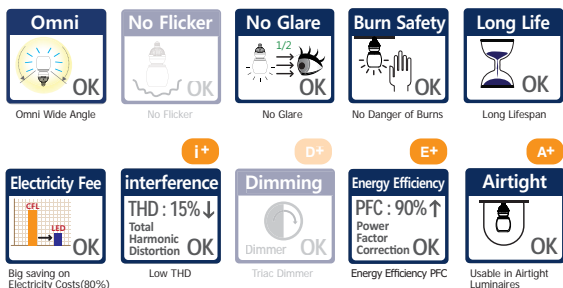 Omni
OK
Omni Wide Angle
No Flicker
OK
No Flicker
No Glare
1/2
OK
No Glare
Burn Safety
OK
No Danger of Burns
Long Life
OK
Long Lifespan
Electricity Fee
CFL
LED
OK
Big saving on
Electricity Costs(80%)
i+
interference
THD : 15%↓
Total
Harmonic
Distortion OK
Low THD
D+
Dimming
Dimmer OK
Triac Dimmer
E+
Energy Efficiency
PFC : 90%↑
Power
Factor
Correction OK
Energy Efficiency PFC
A+
Airtight
OK
Usable in Airtight
Luminaires